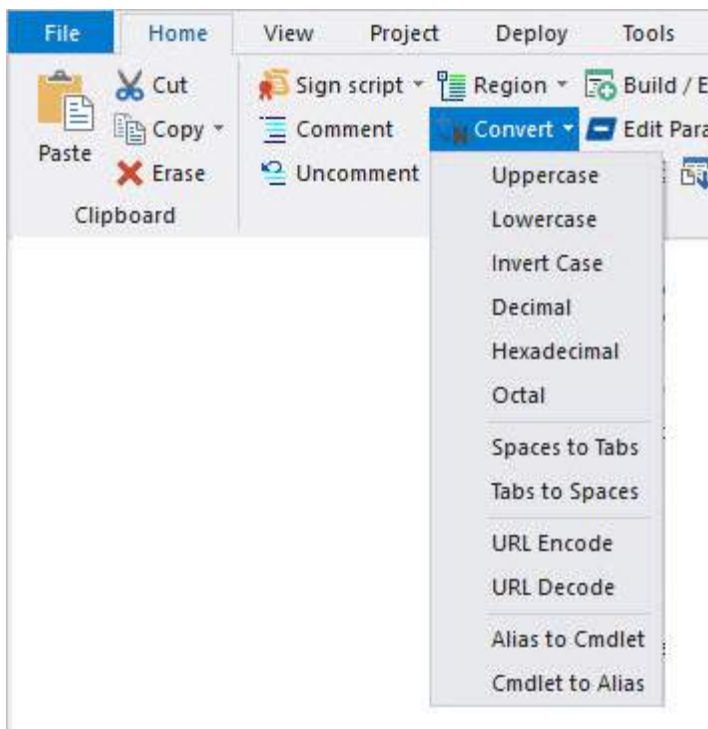 File Home View Project Deploy Tools
Cut Sign script Region Build /
Copy Comment Convert Edit
Paste
Erase Uncomment
Clipboard
Uppercase
Lowercase
Invert Case
Decimal
Hexadecimal
Octal
Spaces to Tabs
Tabs to Spaces
URL Encode
URL Decode
Alias to Cmdlet
Cmdlet to Alias